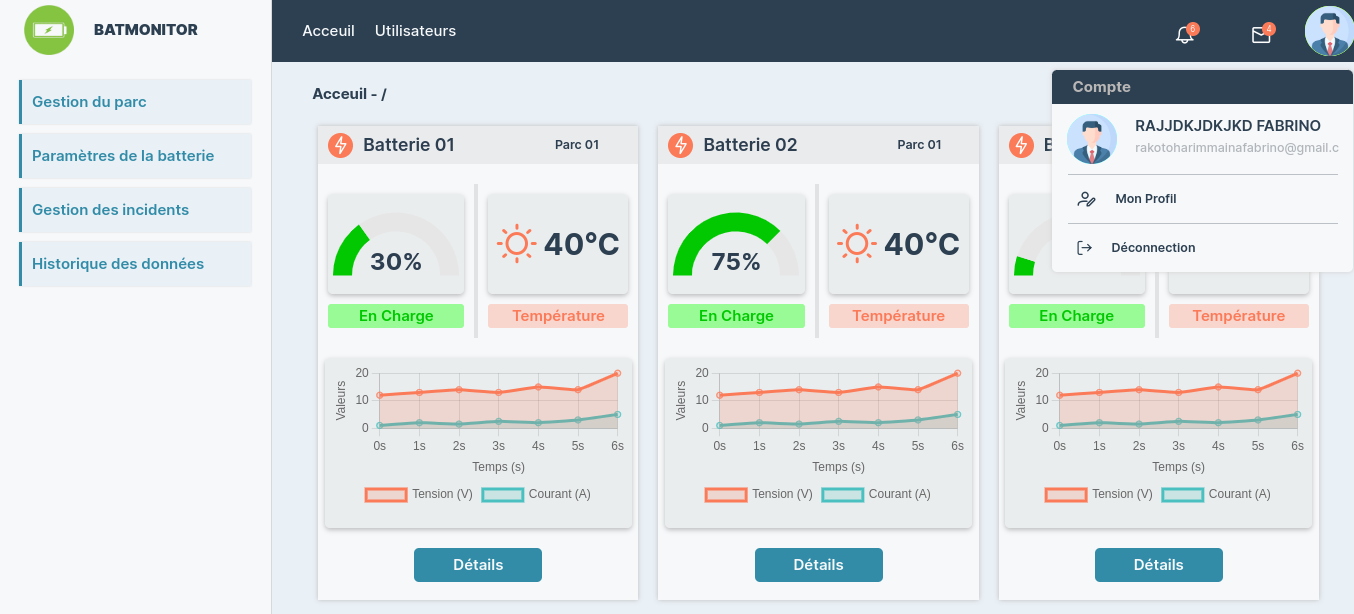 BATMONITOR
Acceuil Utilisateurs
6
4
Gestion du parc
Paramètres de la batterie
Gestion des incidents
Historique des données
Acceuil - /
Compte
RAJJDKJDKJKD FABRINO
rakotoharimmainafabrino@gmail.c
Mon Profil
Déconnection
Batterie 01 Parc 01
30% 40°C
En Charge Température
Valeurs
20
10
0
0s 1s 2s 3s 4s 5s 6s
Temps (s)
Tension (V) Courant (A)
Détails
Batterie 02 Parc 01
75% 40°C
En Charge Température
Valeurs
20
10
0
0s 1s 2s 3s 4s 5s 6s
Temps (s)
Tension (V) Courant (A)
Détails
En Charge Température
Valeurs
20
10
0
0s 1s 2s 3s 4s 5s 6s
Temps (s)
Tension (V) Courant (A)
Détails